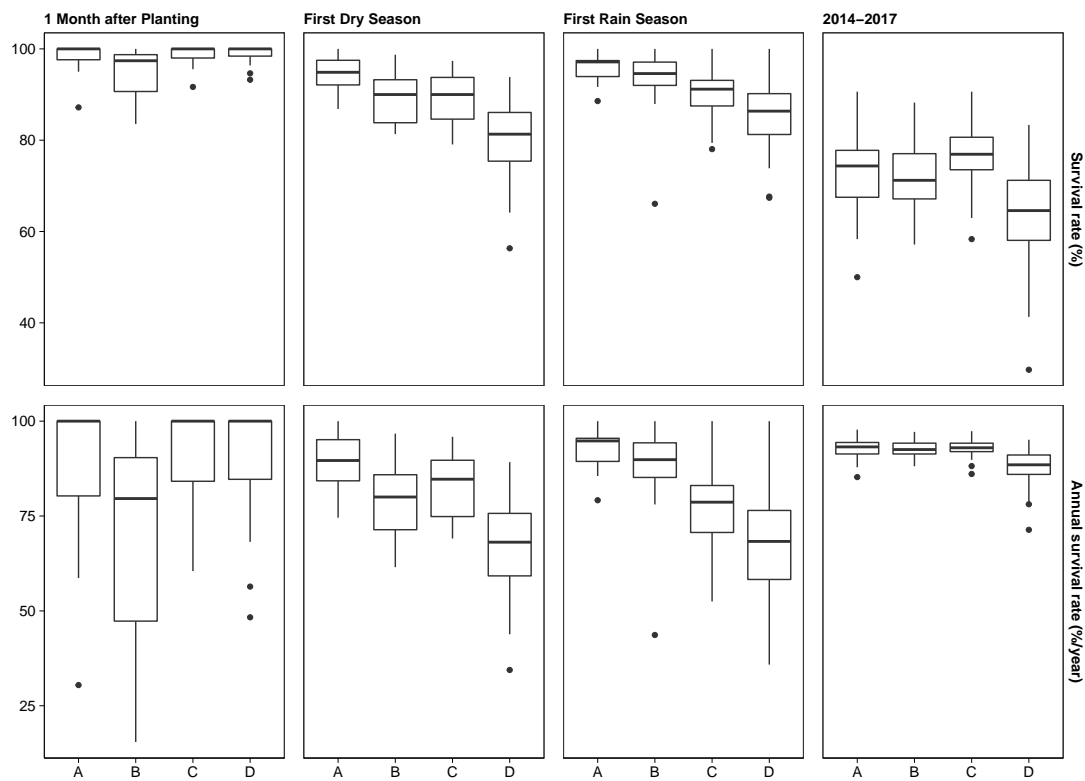 1 Month after Planting
First Dry Season
First Rain Season
2014–2017
100
80
60
40
Survival rate (%)
100
75
50
25
Annual survival rate (%/year)
A B C D
A B C D
A B C D
A B C D